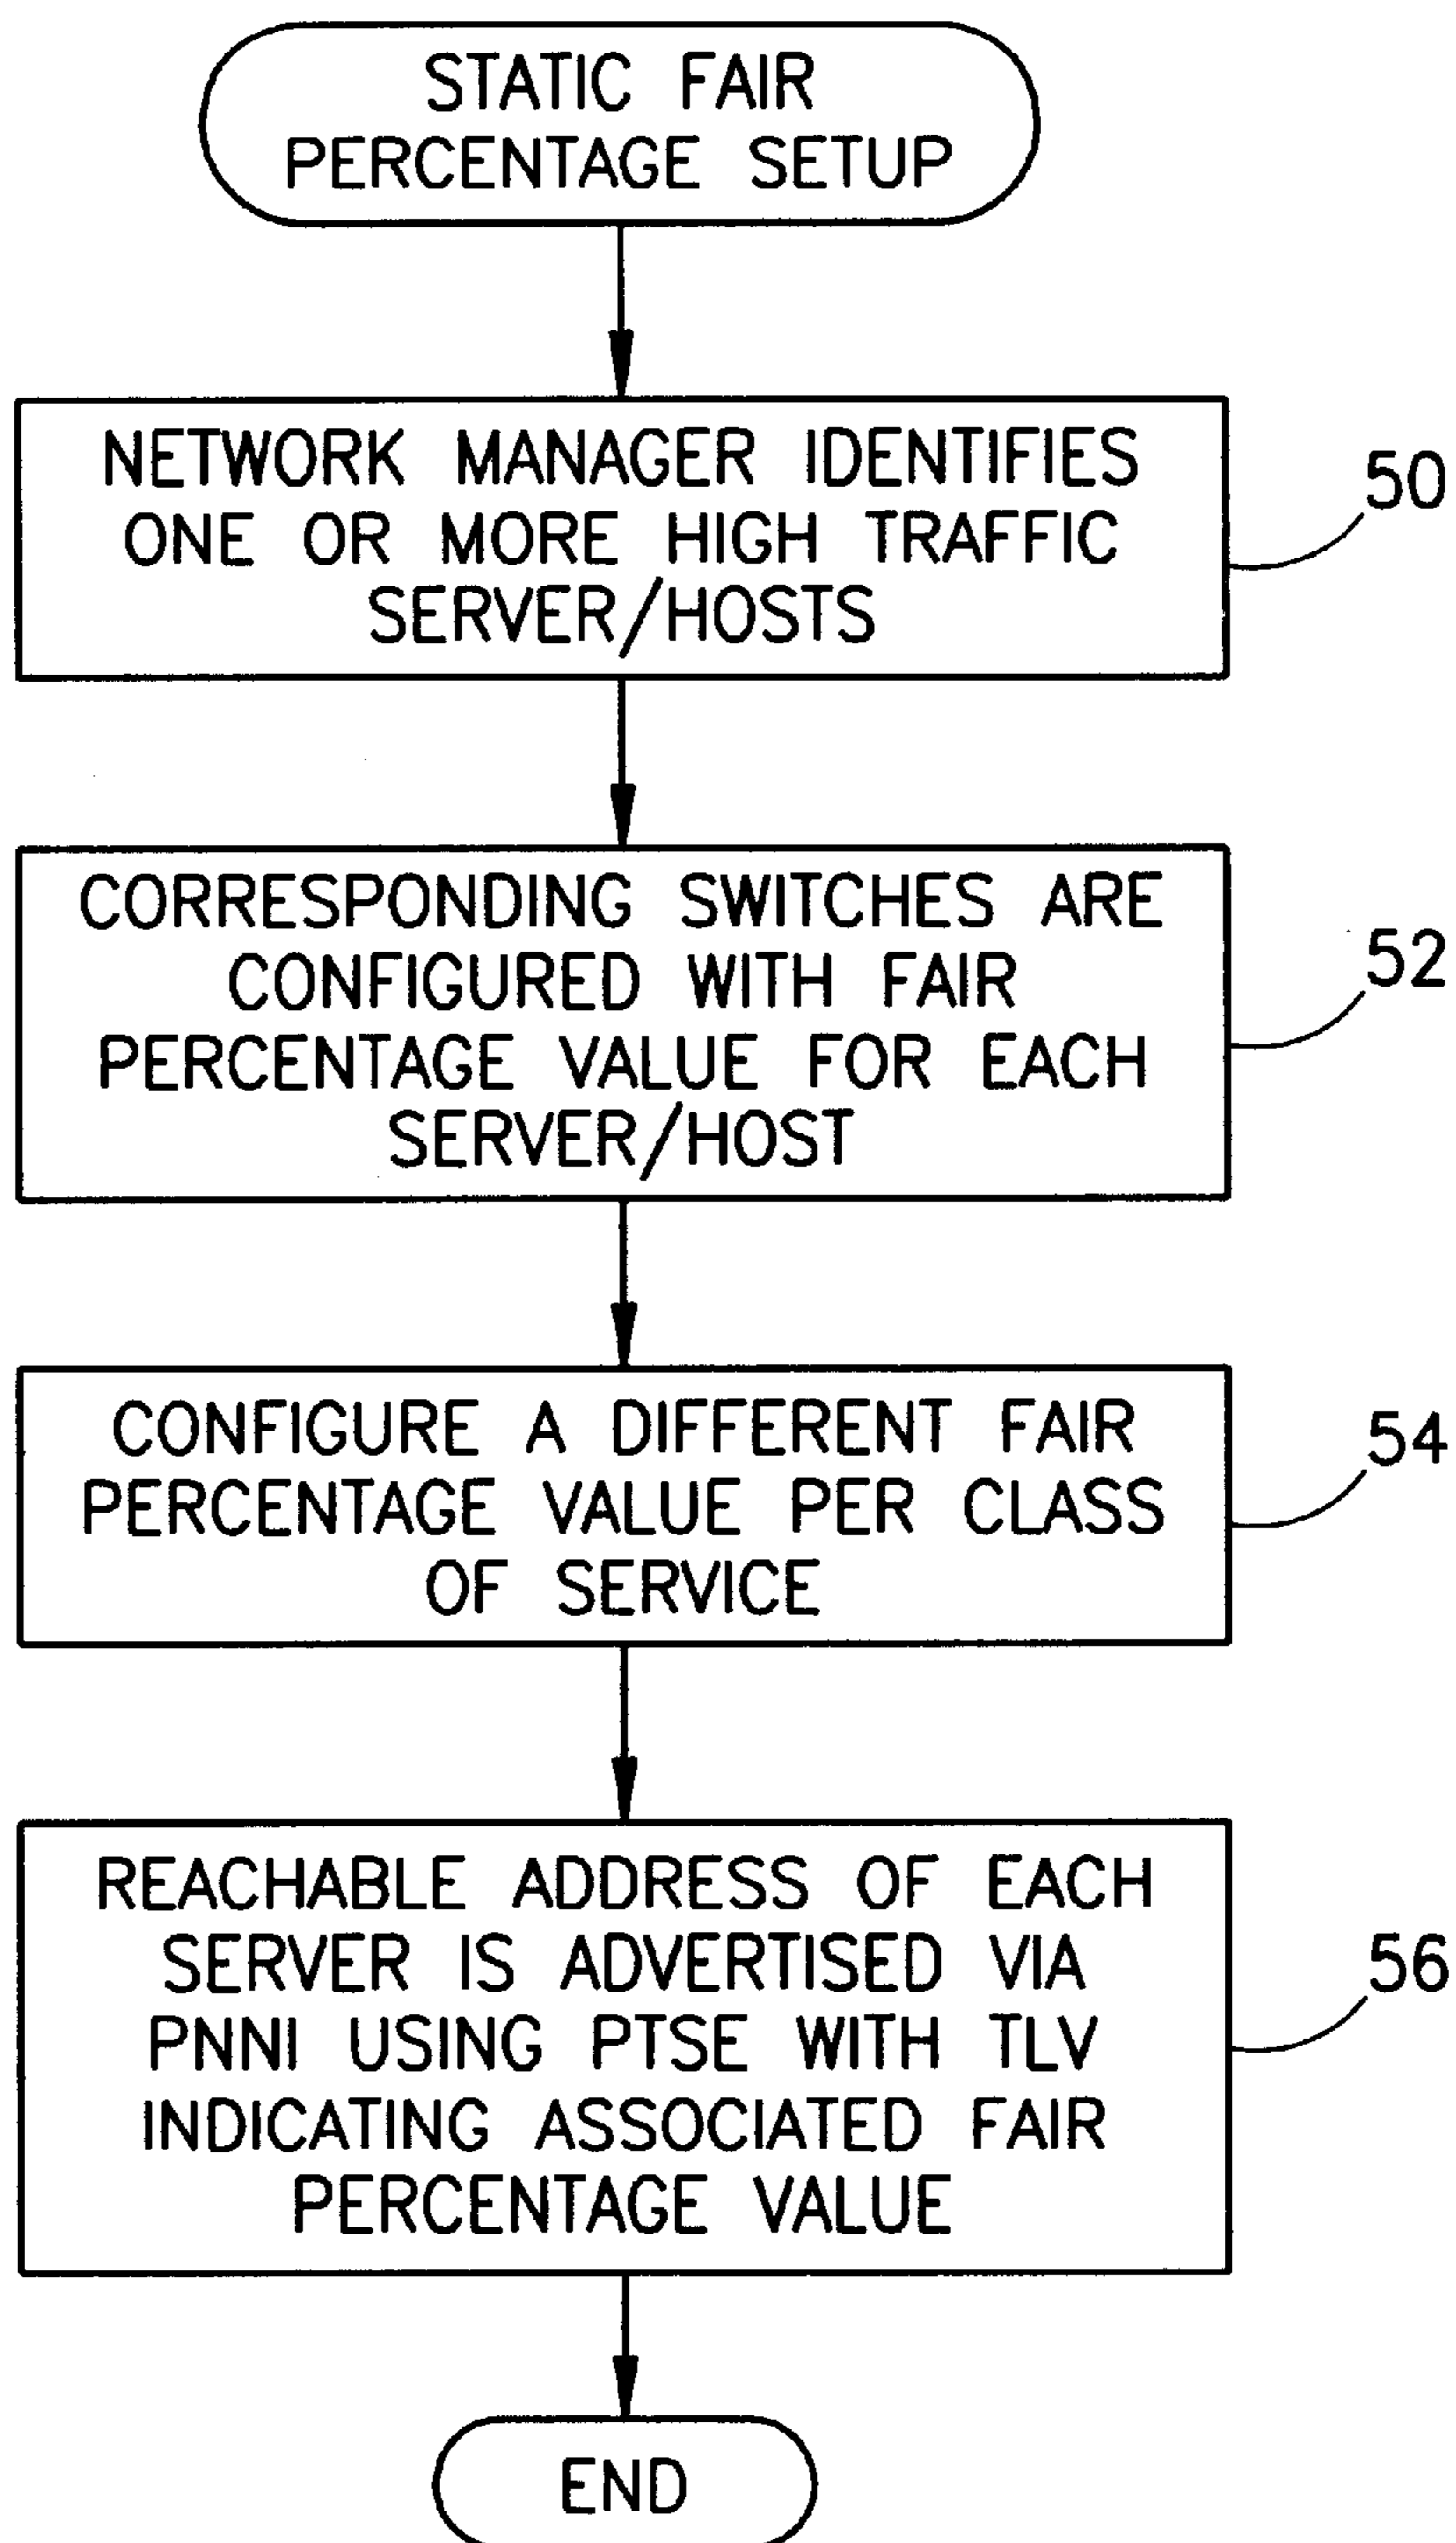 STATIC FAIR
PERCENTAGE SETUP
NETWORK MANAGER IDENTIFIES
ONE OR MORE HIGH TRAFFIC
SERVER/HOSTS
50
CORRESPONDING SWITCHES ARE
CONFIGURED WITH FAIR
PERCENTAGE VALUE FOR EACH
SERVER/HOST
52
CONFIGURE A DIFFERENT FAIR
PERCENTAGE VALUE PER CLASS
OF SERVICE
54
REACHABLE ADDRESS OF EACH
SERVER IS ADVERTISED VIA
PNNI USING PTSE WITH TLV
INDICATING ASSOCIATED FAIR
PERCENTAGE VALUE
56
END